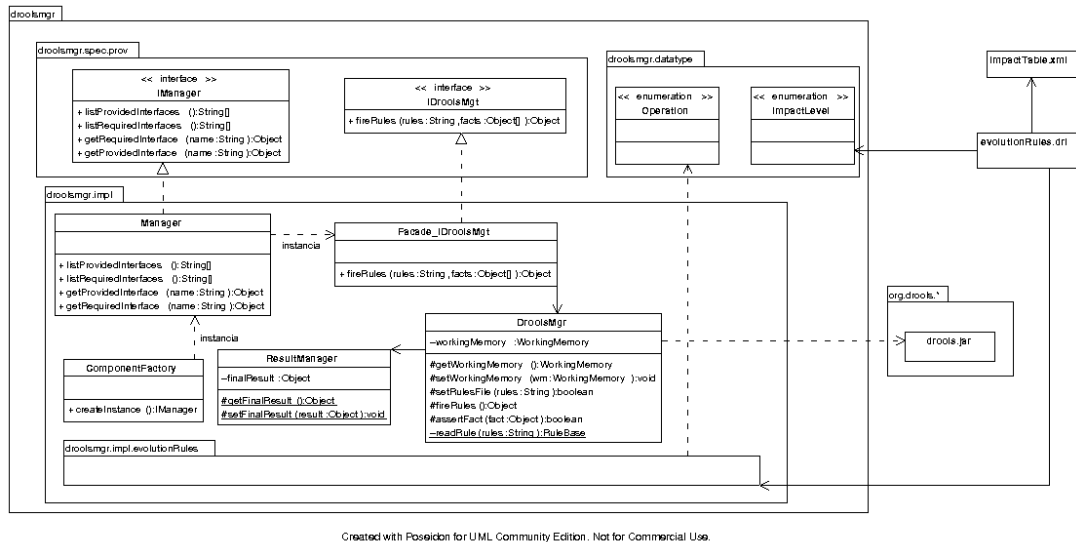 droolsmgr
droolsmgr.spec.prov
<< interface >>
IManager
+ listProvidedInterfaces ():String[]
+ listRequiredInterfaces ():String[]
+ getRequiredInterface (name:String):Object
+ getProvidedInterface (name:String):Object
<< interface >>
IDroolsMgt
+ fireRules (rules:String,facts:Object[]):Object
droolsmgr.datatype
<< enumeration >>
Operation
<< enumeration >>
ImpactLevel
ImpactTable.xml
evolutionRules.drl
droolsmgr.impl
Manager
+ listProvidedInterfaces ():String[]
+ listRequiredInterfaces ():String[]
+ getProvidedInterface (name:String):Object
+ getRequiredInterface (name:String):Object
instancia
Facade_IDroolsMgt
+ fireRules (rules:String,facts:Object[]):Object
instancia
ComponentFactory
+ createInstance ():IManager
ResultManager
-finalResult :Object
#getFinalResult ():Object
#setFinalResult (result:Object):void
DroolsMgr
-workingMemory :WorkingMemory
#getWorkingMemory ():WorkingMemory
#setWorkingMemory (wm:WorkingMemory ):void
#setRulesFile (rules:String):boolean
#fireRules ():Object
#assertFact (fact:Object):boolean
-readRule (rules:String):RuleBase
org.drools.*
drools.jar
droolsmgr.impl.evolutionRules
Created with Poseidon for UML Community Edition. Not for Commercial Use.